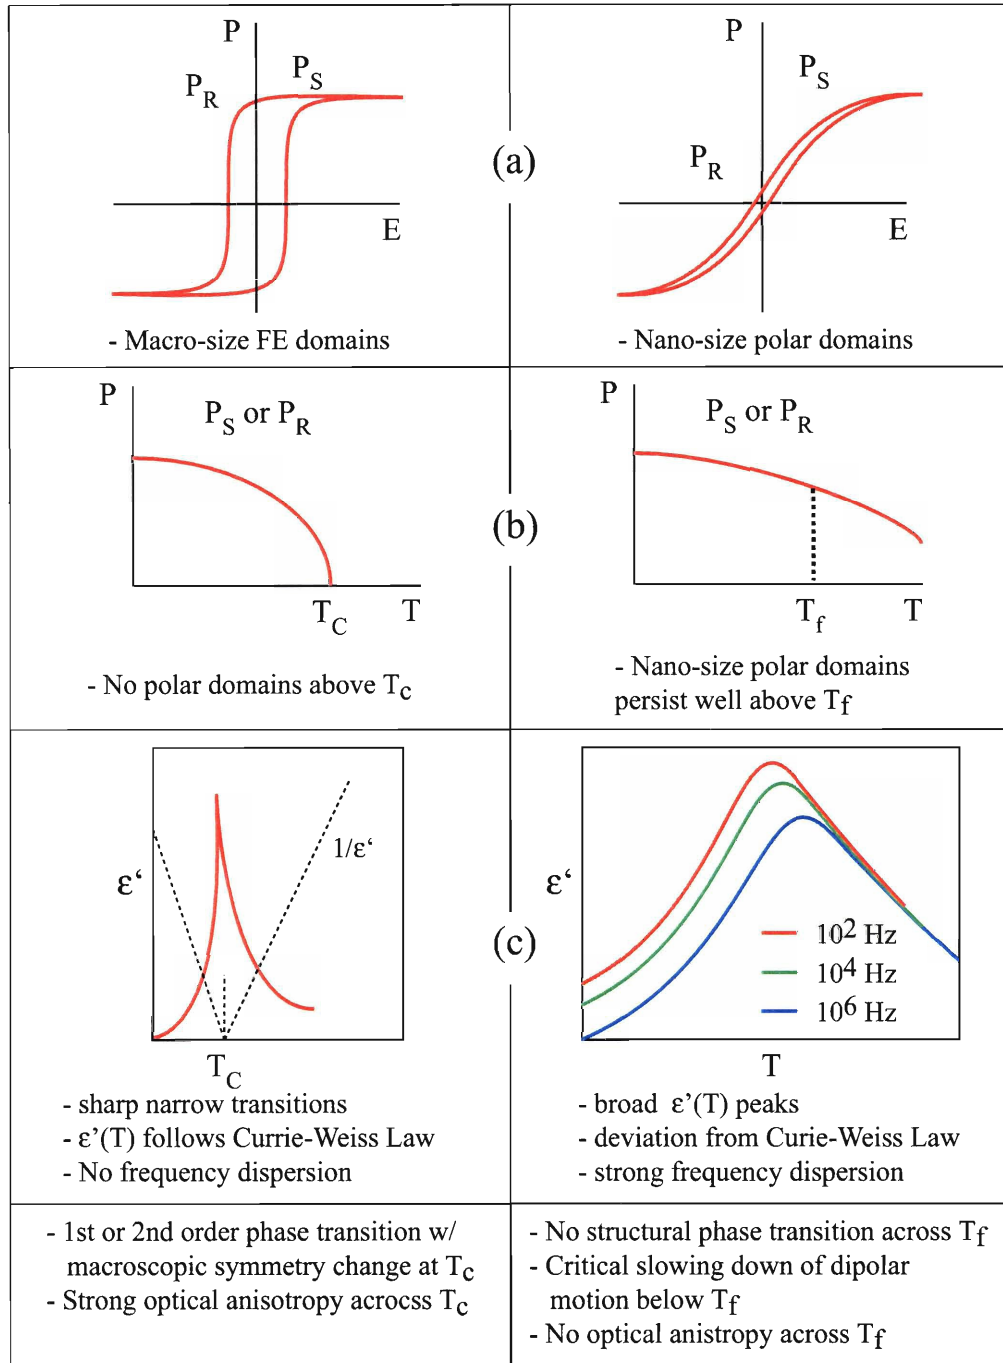 P
P_R
P_S
E
- Macro-size FE domains
(a)
P
P_S
P_R
E
- Nano-size polar domains
P
P_S or P_R
T_C
T
- No polar domains above T_c
(b)
P
P_S or P_R
T_f
T
- Nano-size polar domains
persist well above T_f
ε‘
1/ε‘
T_C
- sharp narrow transitions
- ε’(T) follows Currie-Weiss Law
- No frequency dispersion
(c)
ε‘
10^2 Hz
10^4 Hz
10^6 Hz
T
- broad ε’(T) peaks
- deviation from Curie-Weiss Law
- strong frequency dispersion
- 1st or 2nd order phase transition w/
macroscopic symmetry change at T_c
- Strong optical anisotropy acrocss T_c
- No structural phase transition across T_f
- Critical slowing down of dipolar
motion below T_f
- No optical anistropy across T_f